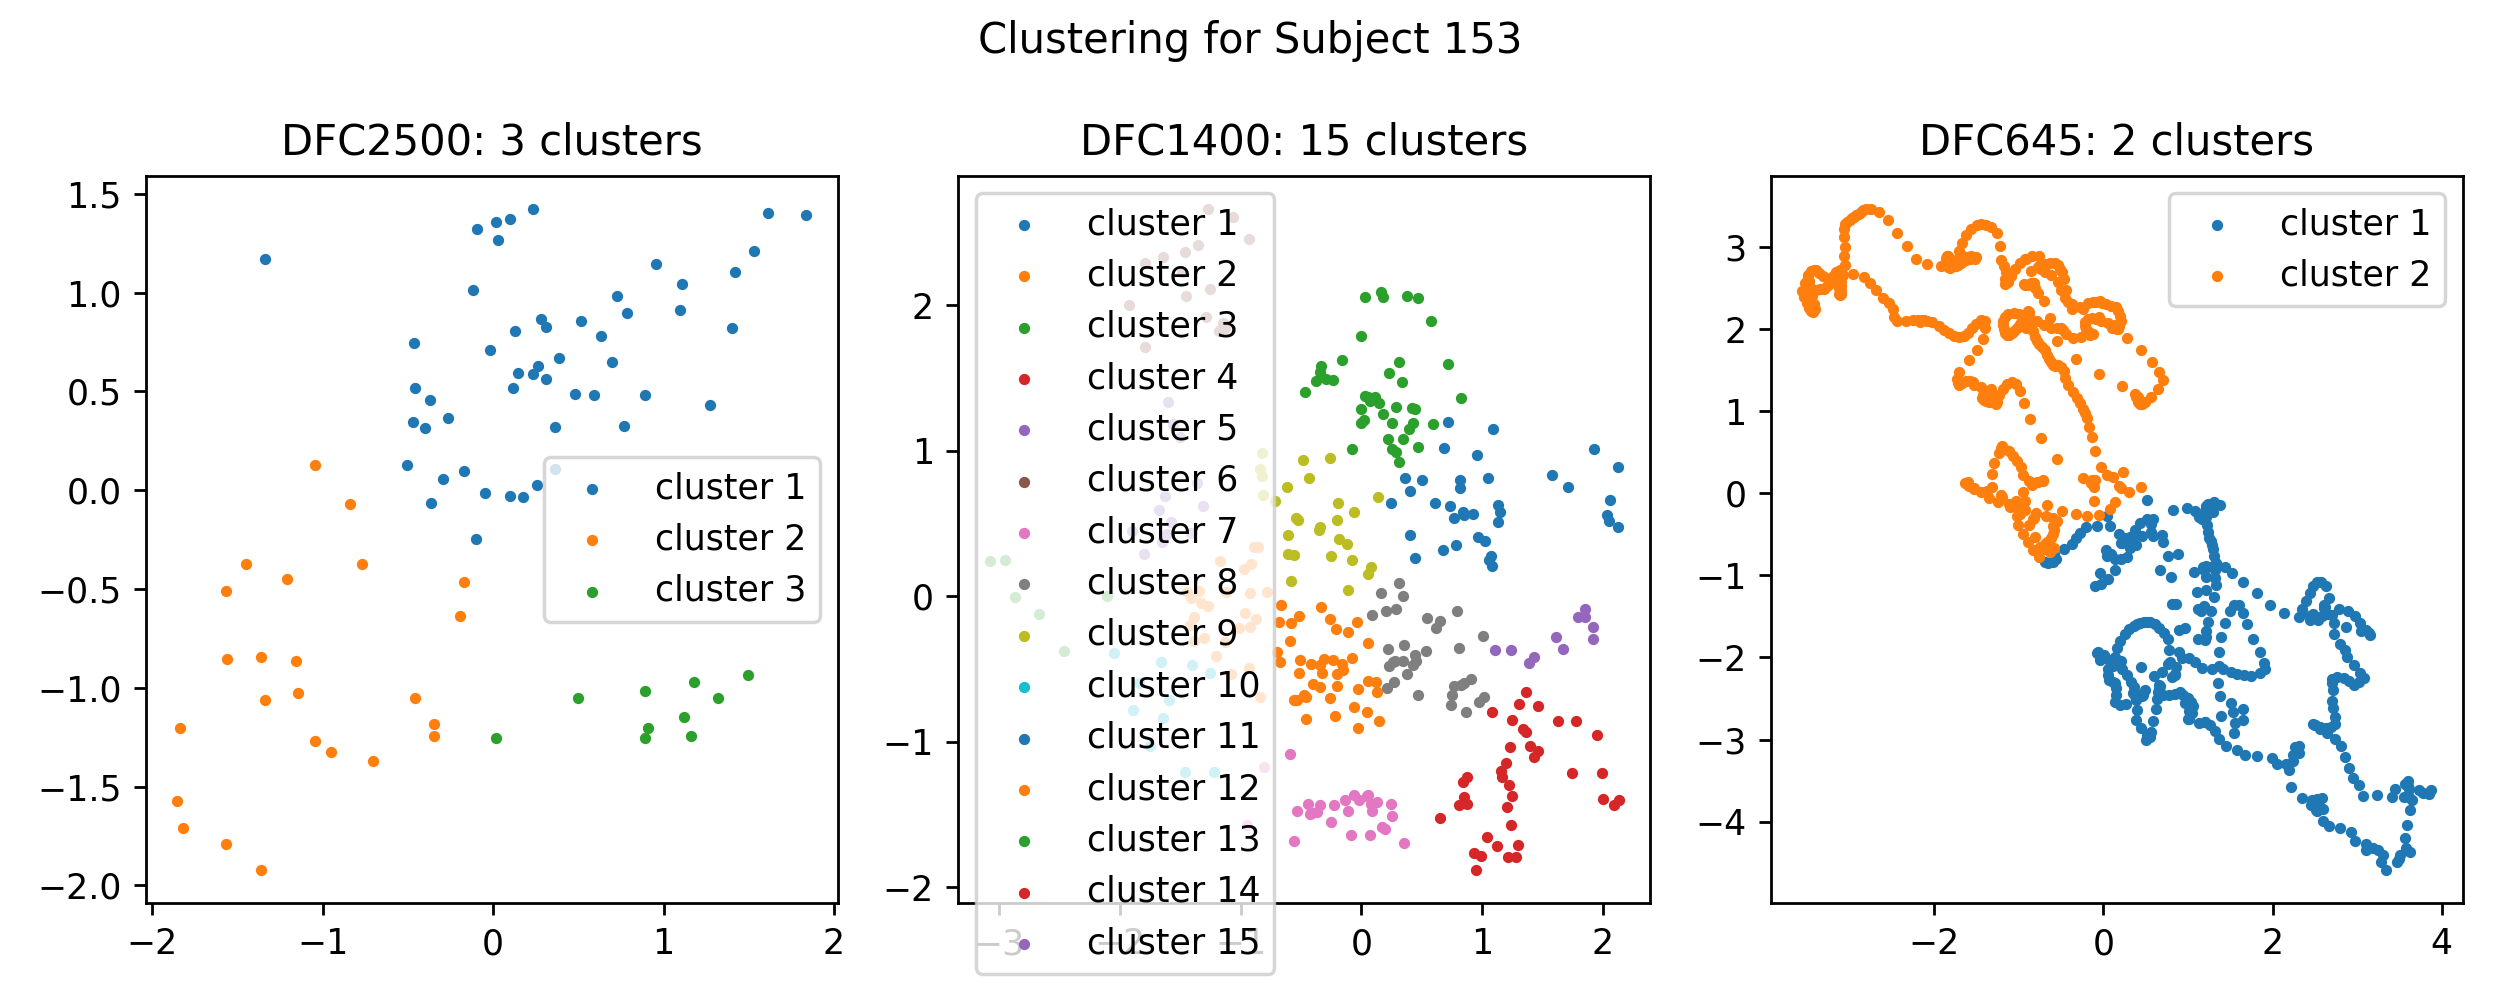 Clustering for Subject 153
DFC2500: 3 clusters
1.5
1.0
0.5
0.0
−0.5
−1.0
−1.5
−2.0
−2
−1
0
1
2
cluster 1
cluster 2
cluster 3
DFC1400: 15 clusters
2
1
0
−1
−2
−3
−2
−1
0
1
2
cluster 1
cluster 2
cluster 3
cluster 4
cluster 5
cluster 6
cluster 7
cluster 8
cluster 9
cluster 10
cluster 11
cluster 12
cluster 13
cluster 14
cluster 15
DFC645: 2 clusters
3
2
1
0
−1
−2
−3
−4
−2
0
2
4
cluster 1
cluster 2